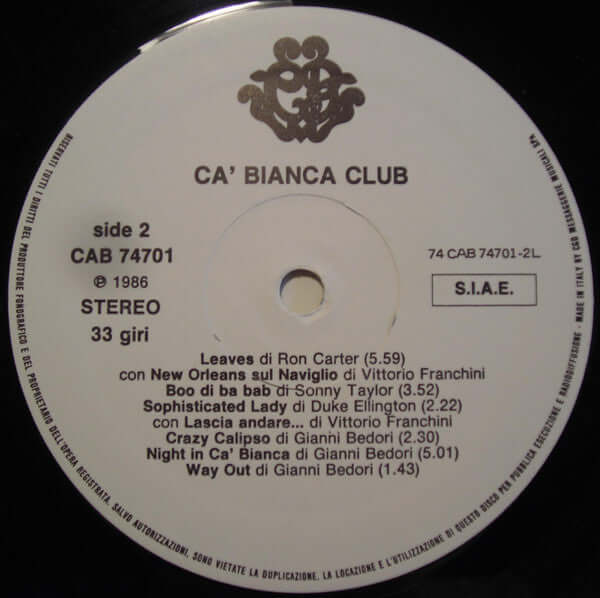 CA' BIANCA CLUB
side 2
CAB 74701
℗ 1986
STEREO
33 giri
74 CAB 74701-2L
S.I.A.E.
Leaves di Ron Carter (5.59)
con New Orleans sul Naviglio di Vittorio Franchini
Boo di ba bab di Sonny Taylor (3.52)
Sophisticated Lady di Duke Ellington (2.22)
con Lascia andare... di Vittorio Franchini
Crazy Calipso di Gianni Bedori (2.30)
Night in Ca' Bianca di Gianni Bedori (5.01)
Way Out di Gianni Bedori (1.43)
RISERVATI TUTTI I DIRITTI DEL PRODUTTORE FONOGRAFICO E DEL PROPRIETARIO DELL'OPERA REGISTRATA. SALVO AUTORIZZAZIONI, SONO VIETATE LA DUPLICAZIONE, LA LOCAZIONE E L'UTILIZZAZIONE DI QUESTO DISCO PER PUBBLICA ESECUZIONE E RADIODIFFUSIONE - MADE IN ITALY BY CGD MESSAGGERIE MUSICALI SPA